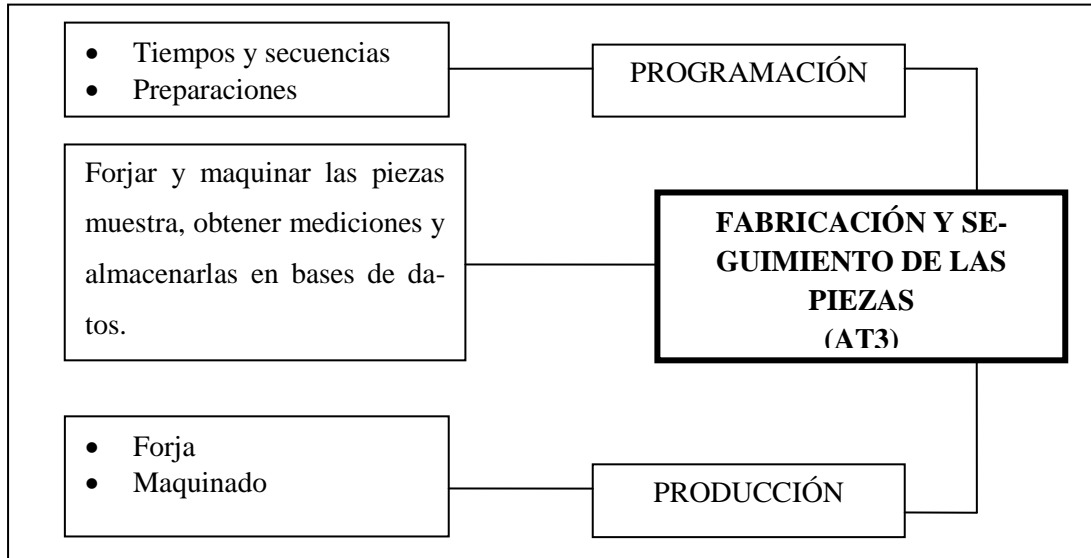 • Tiempos y secuencias
• Preparaciones
PROGRAMACIÓN
Forjar y maquinar las piezas
muestra, obtener mediciones y
almacenarlas en bases de da-
tos.
FABRICACIÓN Y SE-
GUIMIENTO DE LAS
PIEZAS
(AT3)
• Forja
• Maquinado
PRODUCCIÓN